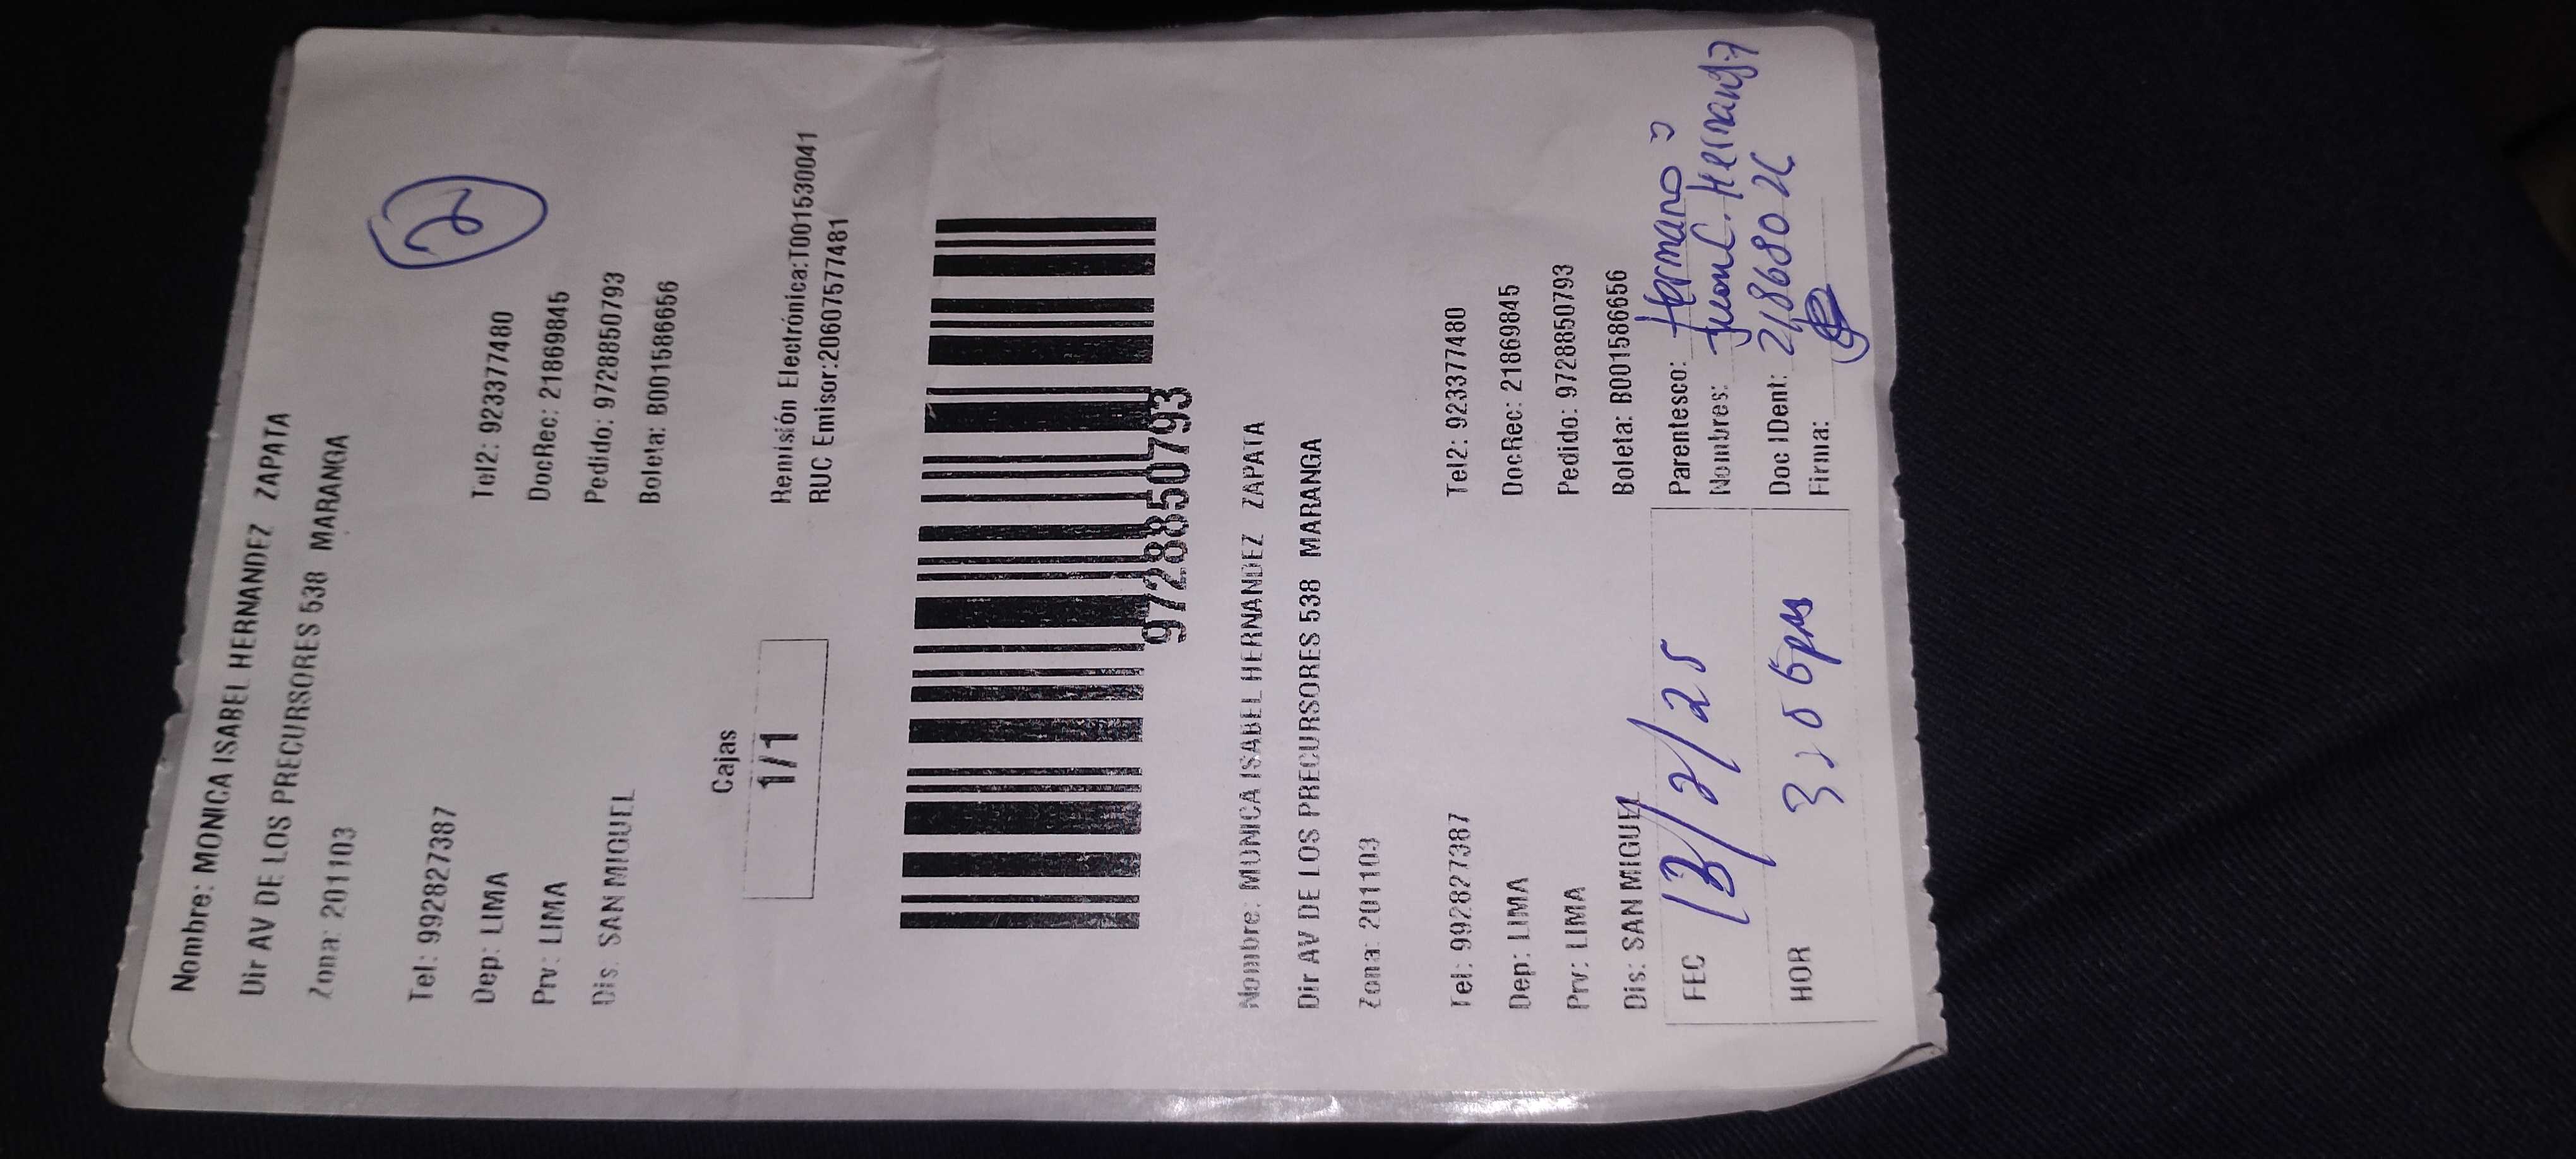 Nombre: MONICA ISABEL HERNANDEZ ZAPATA
Dir AV DE LOS PRECURSORES 538 MARANGA
Zona: 201103
2
Tel: 992827387 Tel2: 923377480
Dep: LIMA DocRec: 21869845
Prv: LIMA Pedido: 9728850793
Dis: SAN MIGUEL Boleta: B001586656
Cajas
1/1
Remisión Electrónica:T001530041
RUC Emisor:20607577481
9728850793
Nombre: MONICA ISABEL HERNANDEZ ZAPATA
Dir AV DE LOS PRECURSORES 538 MARANGA
Zona: 201103
Tel: 992827387 Tel2: 923377480
Dep: LIMA DocRec: 21869845
Prv: LIMA Pedido: 9728850793
Dis: SAN MIGUEL Boleta: B001586656
FEC 13/2/25 Parentesco: Hermano
Nombres: Juan C. Hernandez
HOR Doc IDent:
Firma: